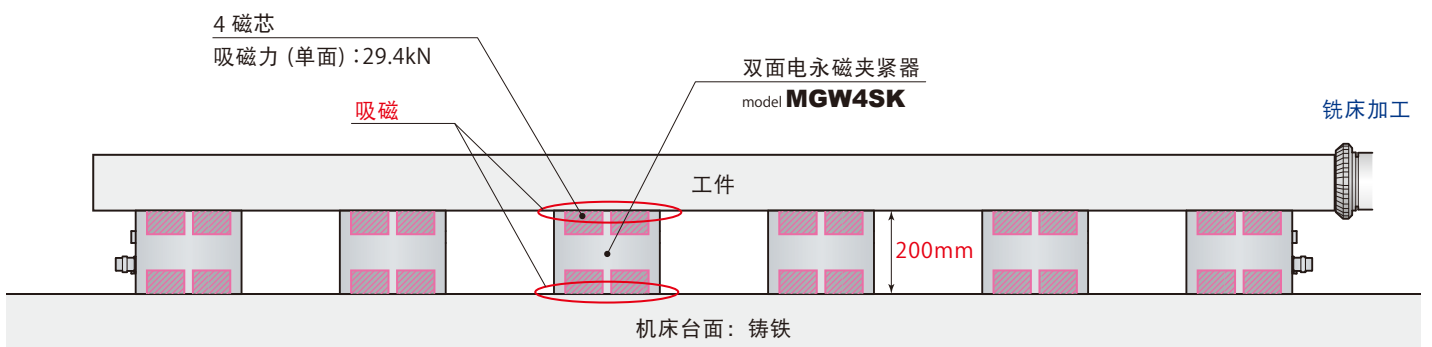 4 磁芯
吸磁力 (单面)：29.4kN
双面电永磁夹紧器
model MGW4SK
吸磁
铣床加工
工件
200mm
机床台面：铸铁